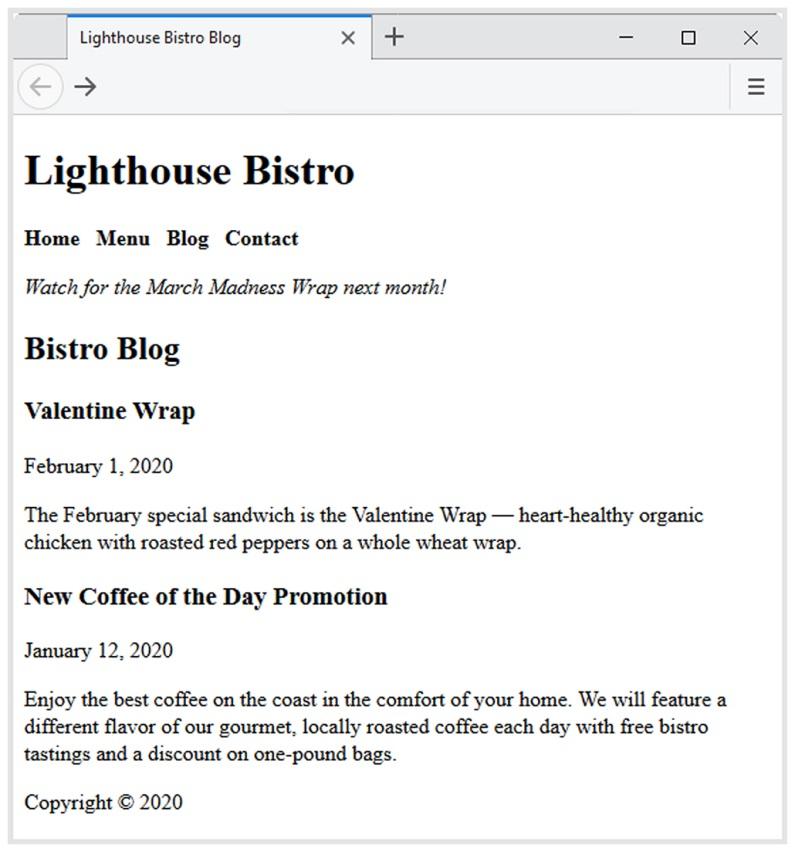 Lighthouse Bistro Blog
Lighthouse Bistro
Home Menu Blog Contact
Watch for the March Madness Wrap next month!
Bistro Blog
Valentine Wrap
February 1, 2020
The February special sandwich is the Valentine Wrap — heart-healthy organic
chicken with roasted red peppers on a whole wheat wrap.
New Coffee of the Day Promotion
January 12, 2020
Enjoy the best coffee on the coast in the comfort of your home. We will feature a
different flavor of our gourmet, locally roasted coffee each day with free bistro
tastings and a discount on one-pound bags.
Copyright © 2020